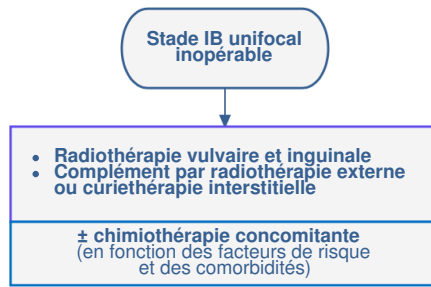 Stade IB unifocal
inopérable
• Radiothérapie vulvaire et inguinale
• Complément par radiothérapie externe
ou curiethérapie interstitielle
± chimiothérapie concomitante
(en fonction des facteurs de risque
et des comorbidités)